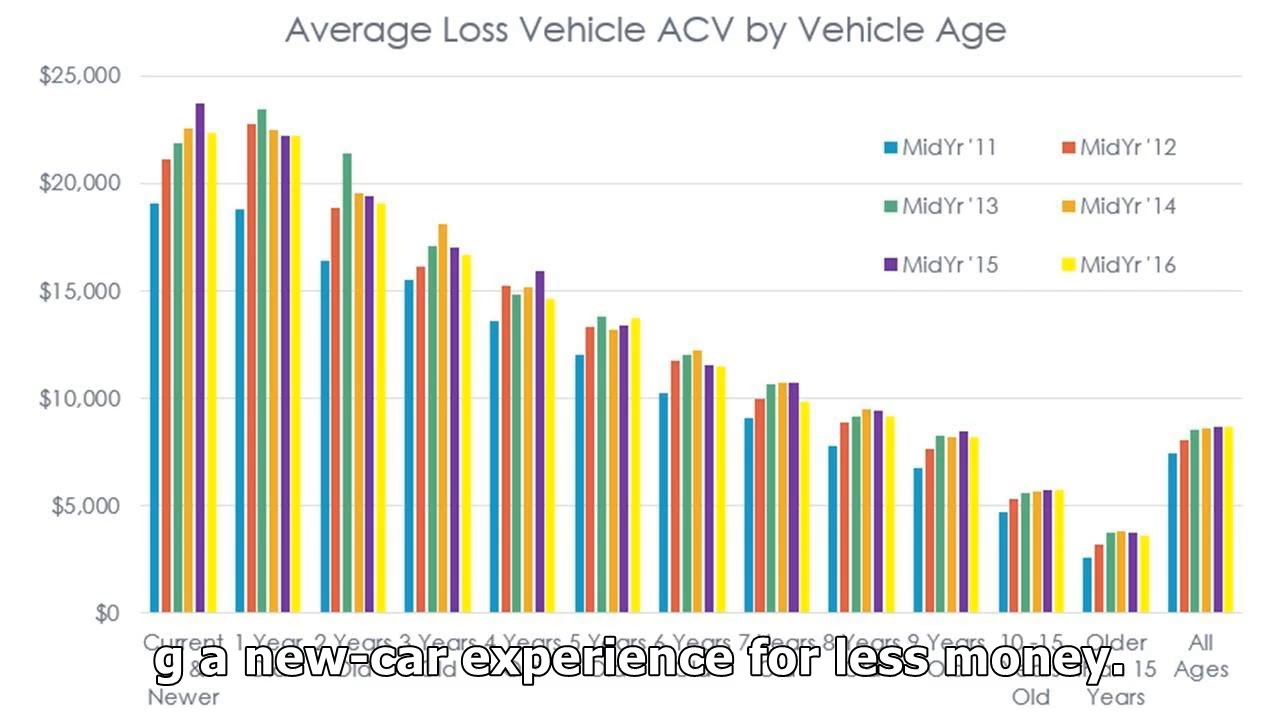 Average Loss Vehicle ACV by Vehicle Age
$25,000
$20,000
$15,000
$10,000
$5,000
$0
MidYr '11
MidYr '12
MidYr '13
MidYr '14
MidYr '15
MidYr '16
Current 1 Year 2 Years 3 Years 4 Years 5 Years 6 Years 7 Years 8 Years 9 Years 10 -15 Older All
& Ages
15
Newer
Old
Years
g a new-car experience for less money.